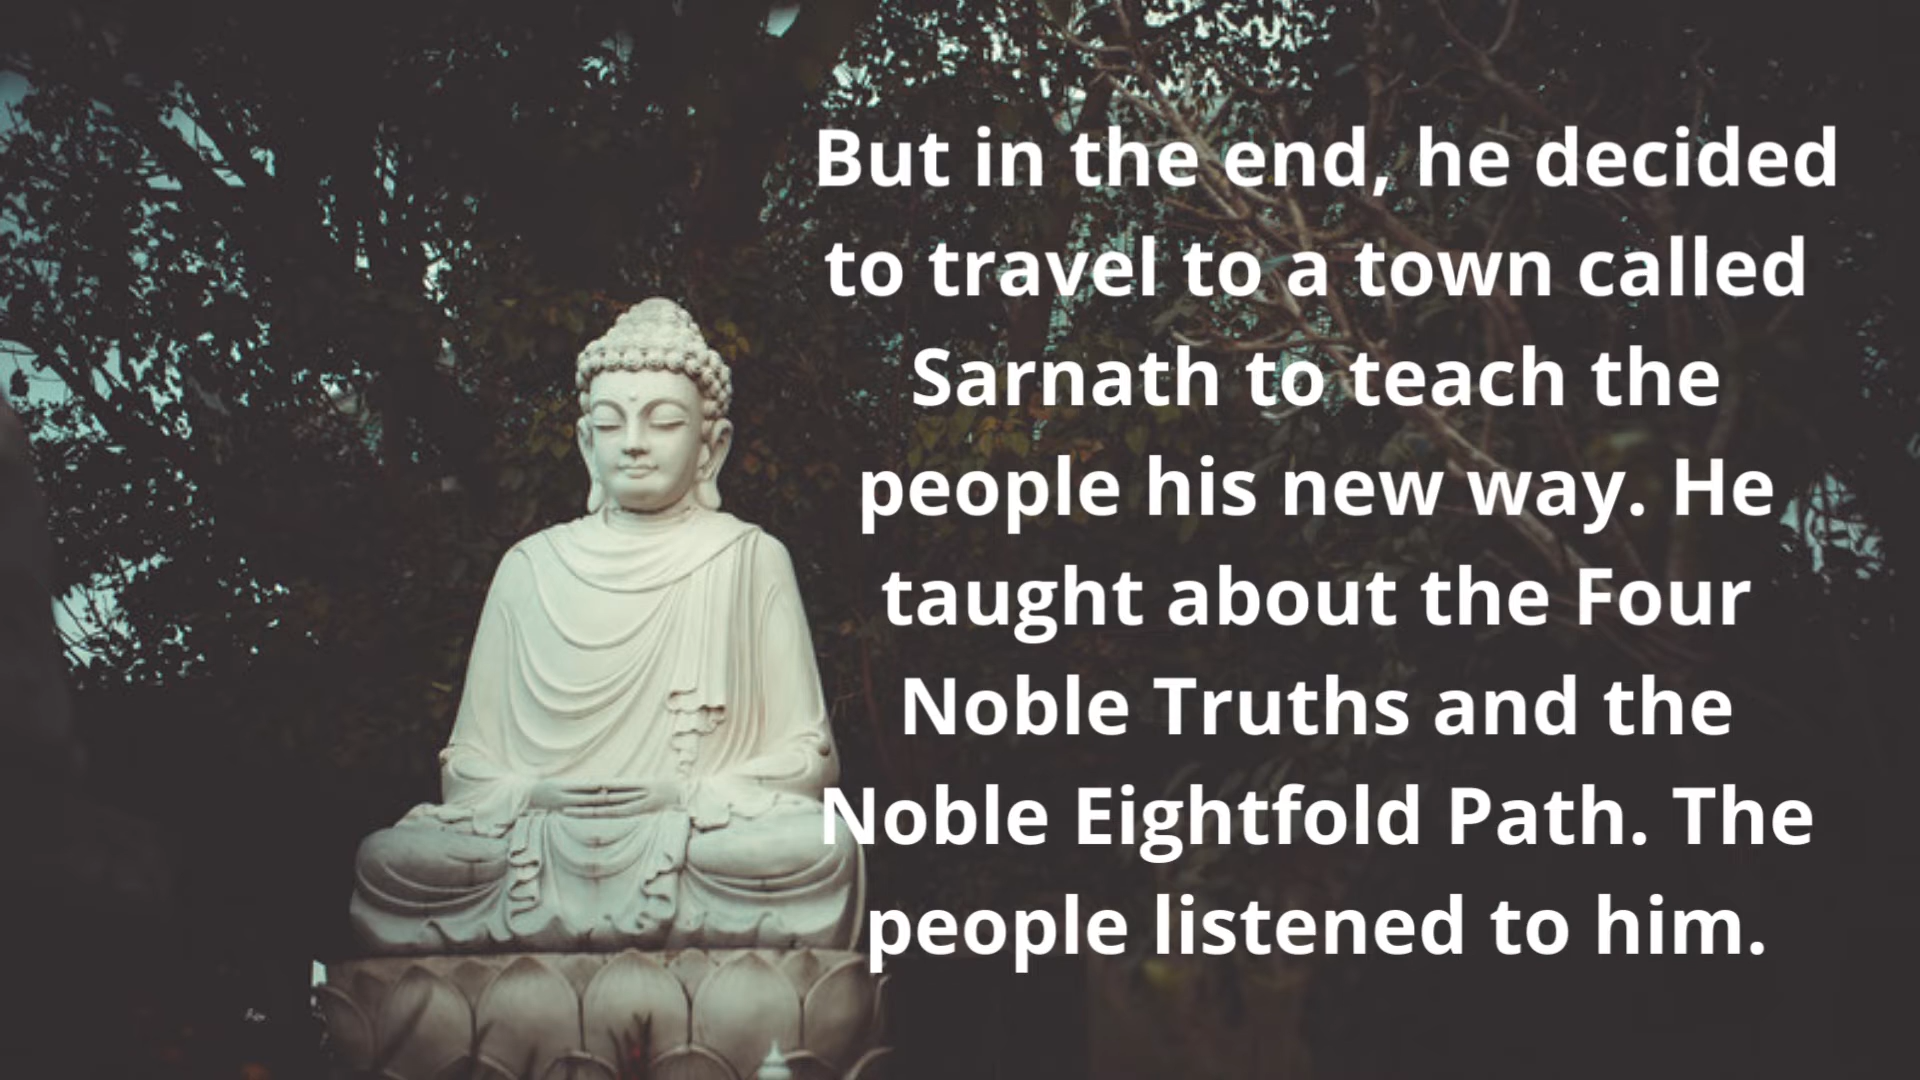 But in the end, he decided
to travel to a town called
Sarnath to teach the
people his new way. He
taught about the Four
Noble Truths and the
Noble Eightfold Path. The
people listened to him.